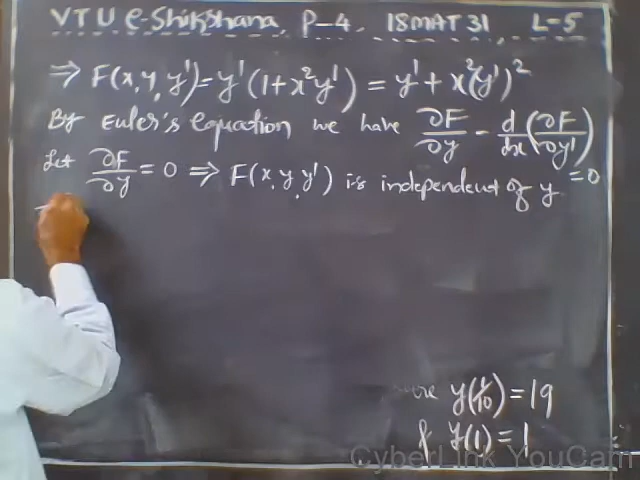 VTU e-Shikshana, P-4, 18MAT31 L-5
⇒ F(x, y, y') = y'(1+x²y') = y' + x²(y')²
By Euler's equation we have ∂F/∂y - d/dx(∂F/∂y') = 0
Let ∂F/∂y = 0 ⇒ F(x, y, y') is independent of y
y(1/10) = 19
& y(1) = 1
CyberLink YouCam